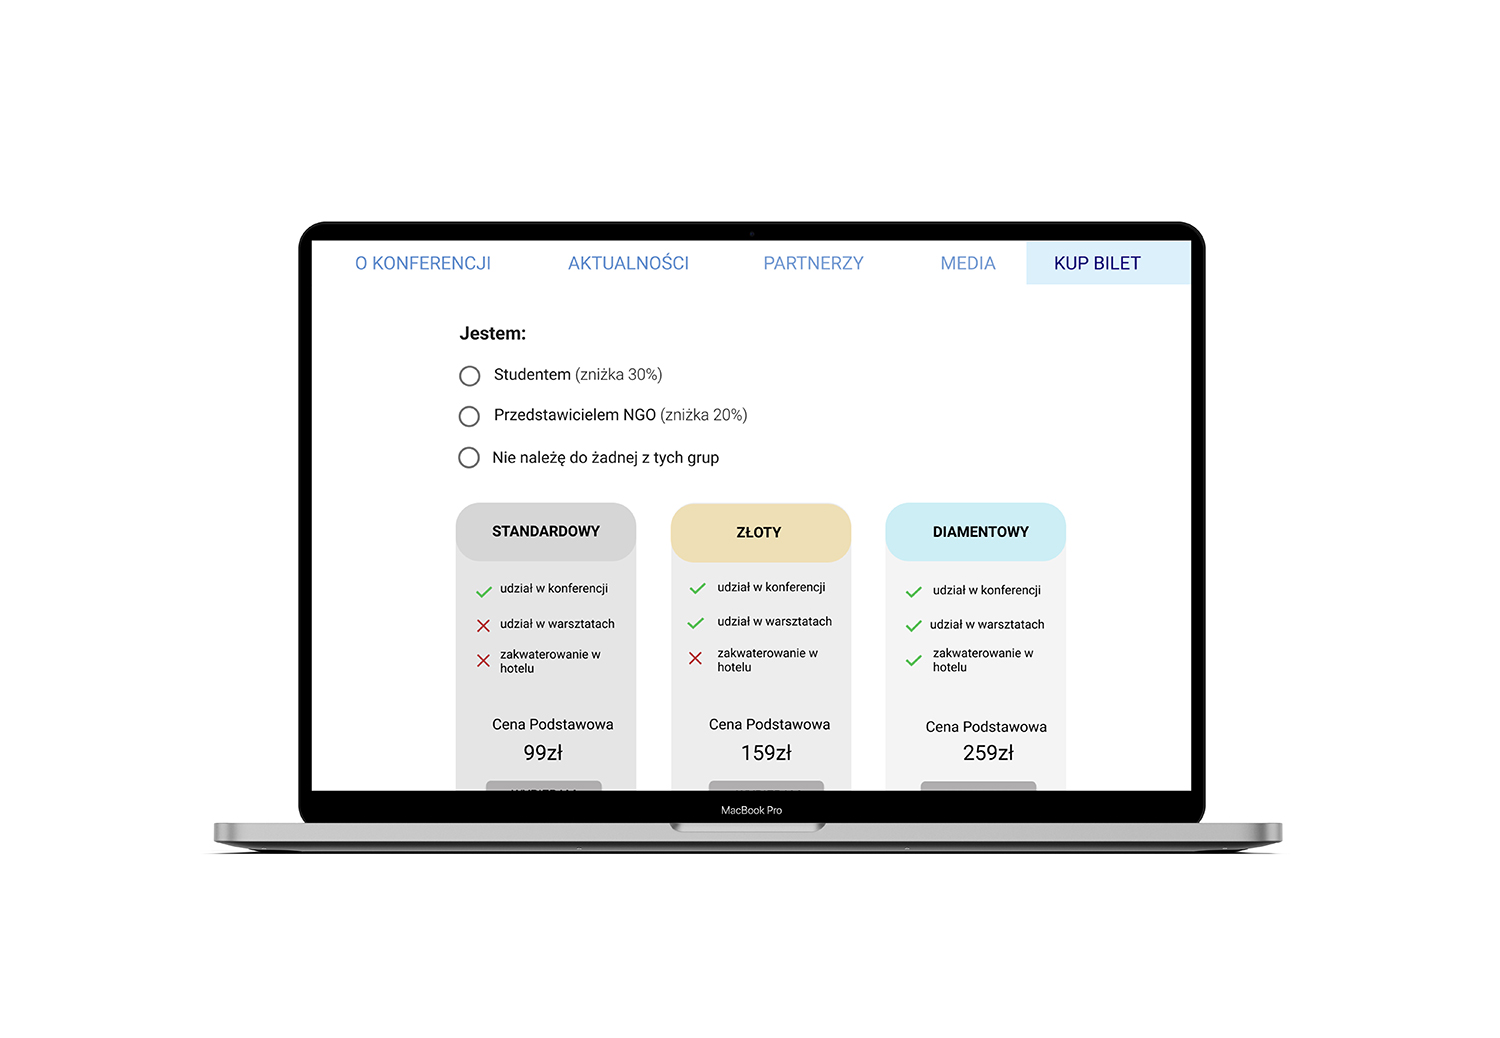 O KONFERENCJI AKTUALNOŚCI PARTNERZY MEDIA KUP BILET
Jestem:
Studentem (zniżka 30%)
Przedstawicielem NGO (zniżka 20%)
Nie należę do żadnej z tych grup
STANDARDOWY
udział w konferencji
udział w warsztatach
zakwaterowanie w
hotelu
Cena Podstawowa
99zł
ZŁOTY
udział w konferencji
udział w warsztatach
zakwaterowanie w
hotelu
Cena Podstawowa
159zł
DIAMENTOWY
udział w konferencji
udział w warsztatach
zakwaterowanie w
hotelu
Cena Podstawowa
259zł
MacBook Pro